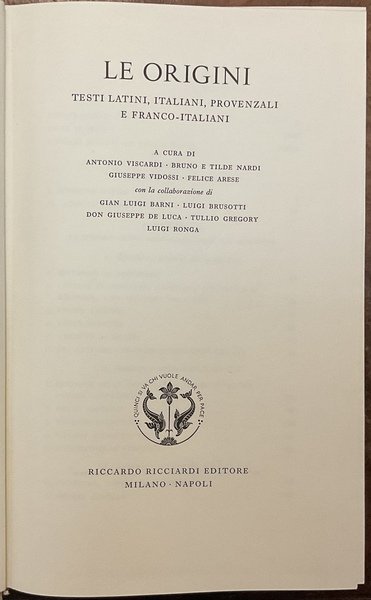 LE ORIGINI
TESTI LATINI, ITALIANI, PROVENZALI
E FRANCO-ITALIANI
A CURA DI
ANTONIO VISCARDI · BRUNO E TILDE NARDI
GIUSEPPE VIDOSSI · FELICE ARESE
con la collaborazione di
GIAN LUIGI BARNI · LUIGI BRUSOTTI
DON GIUSEPPE DE LUCA · TULLIO GREGORY
LUIGI RONGA
QUINCI SI VA CHI VUOLE ANDAR PER PACE
RICCARDO RICCIARDI EDITORE
MILANO · NAPOLI